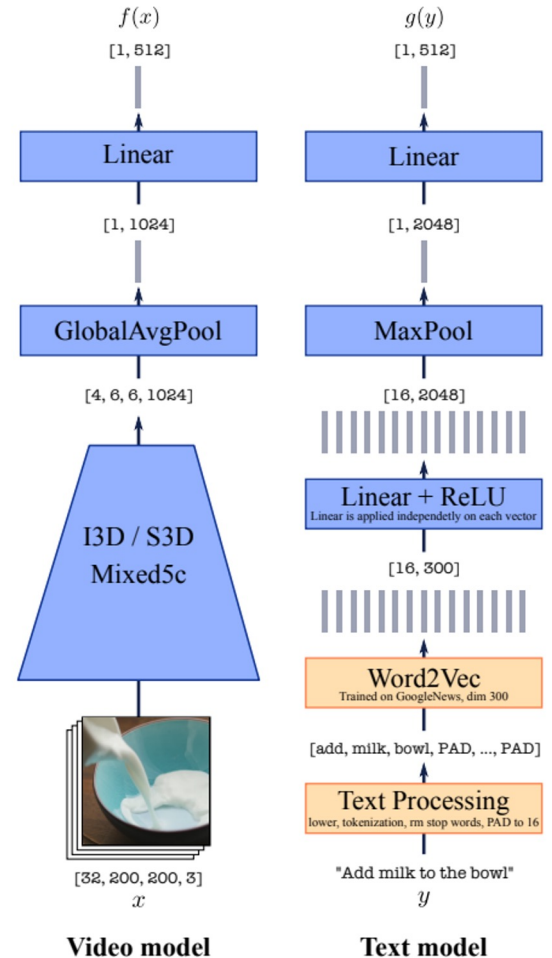 f(x)
[1, 512]
Linear
[1, 1024]
GlobalAvgPool
[4, 6, 6, 1024]
I3D / S3D
Mixed5c
[32, 200, 200, 3]
x
Video model
g(y)
[1, 512]
Linear
[1, 2048]
MaxPool
[16, 2048]
Linear + ReLU
Linear is applied independetly on each vector
[16, 300]
Word2Vec
Trained on GoogleNews, dim 300
[add, milk, bowl, PAD, ..., PAD]
Text Processing
lower, tokenization, rm stop words, PAD to 16
"Add milk to the bowl"
y
Text model